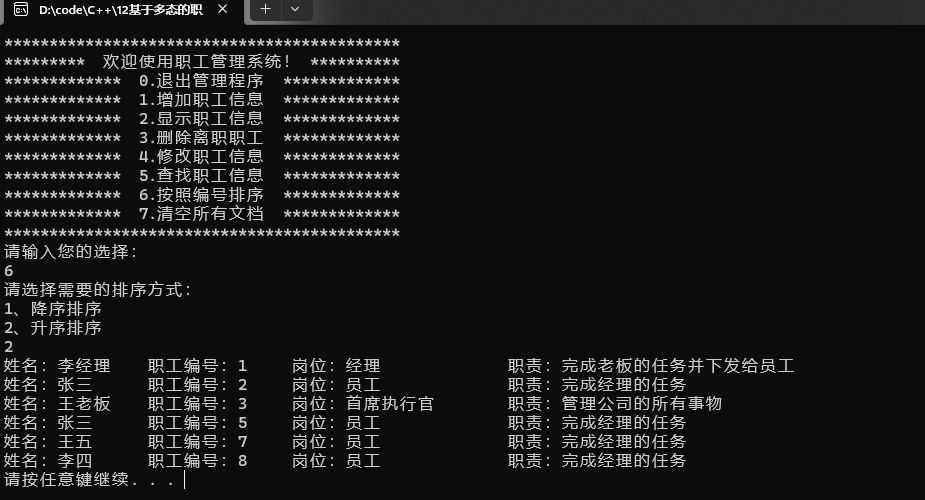 D:\code\C++\12基于多态的职
********************************************
*********  欢迎使用职工管理系统！ **********
*************  0.退出管理程序  *************
*************  1.增加职工信息  *************
*************  2.显示职工信息  *************
*************  3.删除离职职工  *************
*************  4.修改职工信息  *************
*************  5.查找职工信息  *************
*************  6.按照编号排序  *************
*************  7.清空所有文档  *************
********************************************
请输入您的选择：
6
请选择需要的排序方式：
1、降序排序
2、升序排序
2
姓名：李经理    职工编号：1     岗位：经理              职责：完成老板的任务并下发给员工
姓名：张三      职工编号：2     岗位：员工              职责：完成经理的任务
姓名：王老板    职工编号：3     岗位：首席执行官        职责：管理公司的所有事物
姓名：张三      职工编号：5     岗位：员工              职责：完成经理的任务
姓名：王五      职工编号：7     岗位：员工              职责：完成经理的任务
姓名：李四      职工编号：8     岗位：员工              职责：完成经理的任务
请按任意键继续. . .